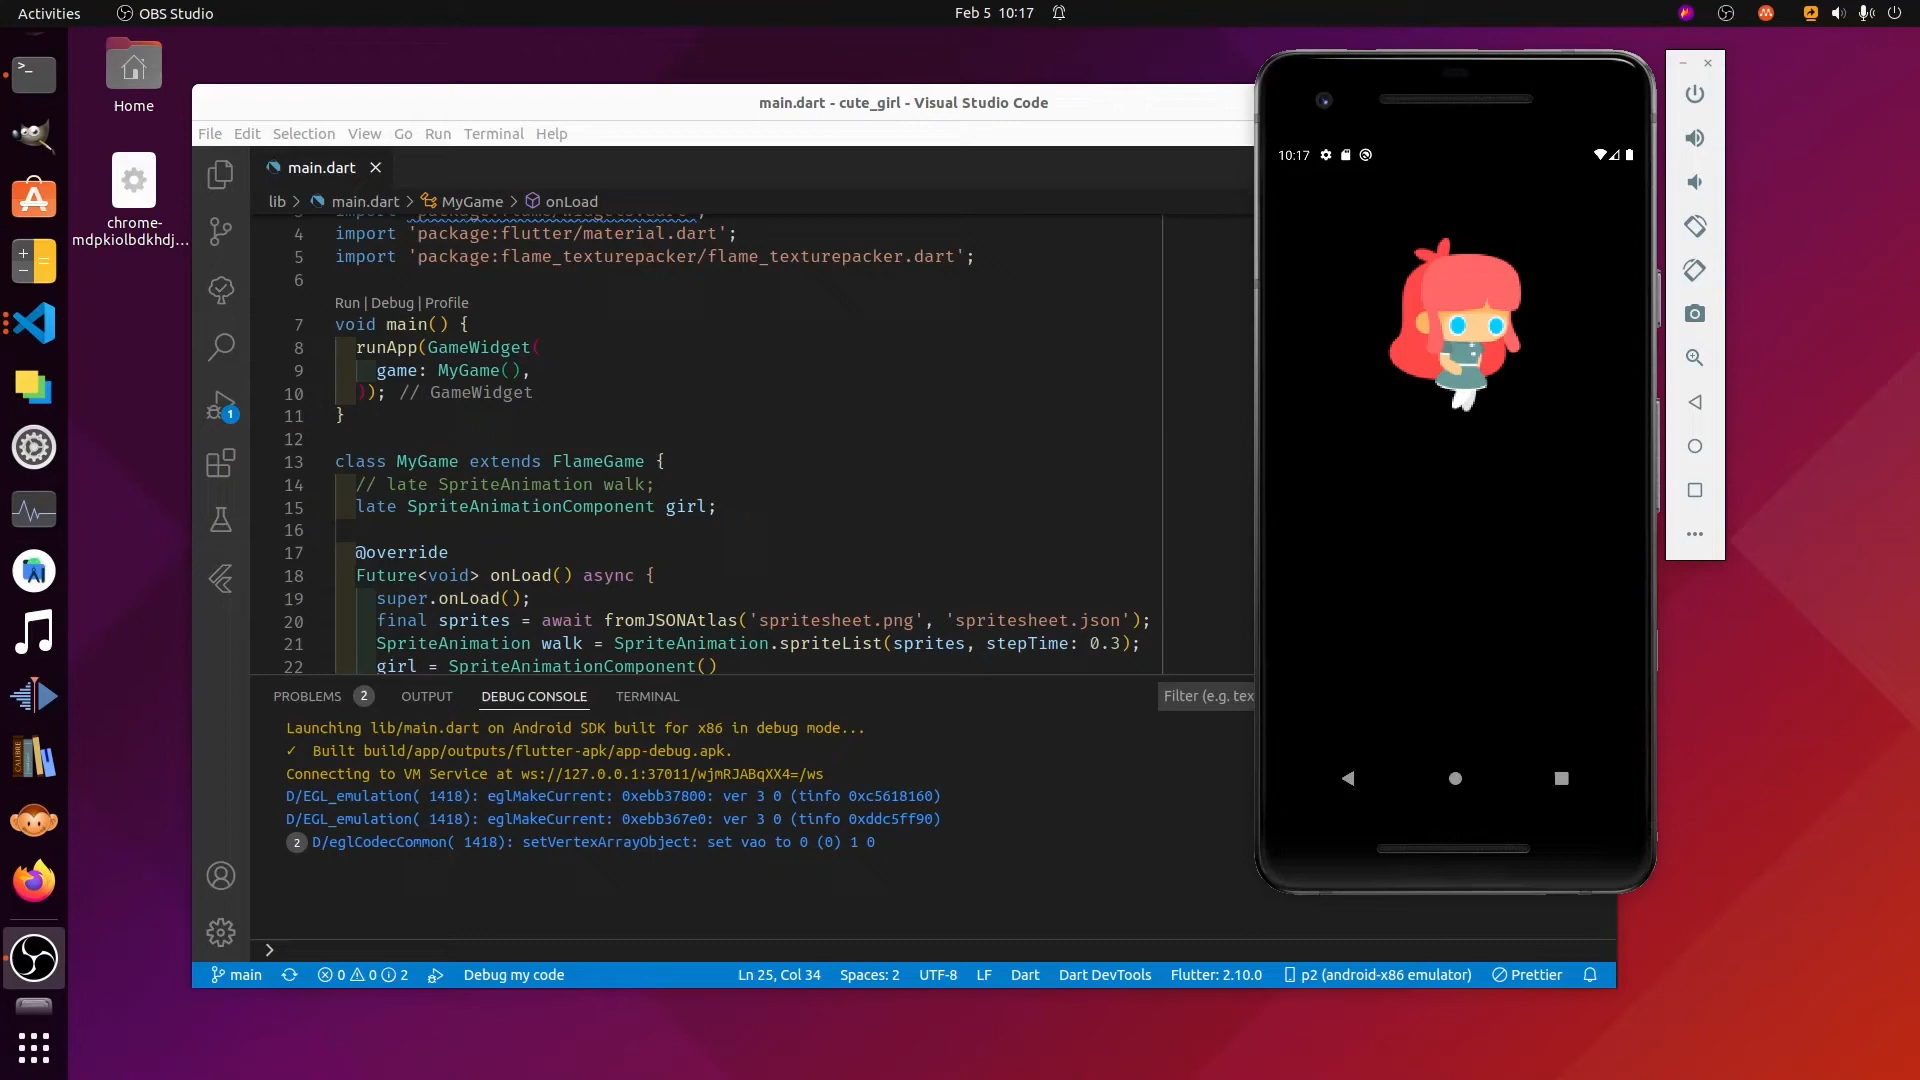 Activities
OBS Studio
Feb 5 10:17
Home
chrome-
mdpkiolbdkhdj...
main.dart - cute_girl - Visual Studio Code
File Edit Selection View Go Run Terminal Help
main.dart
lib > main.dart > MyGame > onLoad
3 import 'package:flame/widgets.dart';
4 import 'package:flutter/material.dart';
5 import 'package:flame_texturepacker/flame_texturepacker.dart';
6
Run | Debug | Profile
7 void main() {
8 runApp(GameWidget(
9 game: MyGame(),
10 )); // GameWidget
11 }
12
13 class MyGame extends FlameGame {
14 // late SpriteAnimation walk;
15 late SpriteAnimationComponent girl;
16
17 @override
18 Future<void> onLoad() async {
19 super.onLoad();
20 final sprites = await fromJSONAtlas('spritesheet.png', 'spritesheet.json');
21 SpriteAnimation walk = SpriteAnimation.spriteList(sprites, stepTime: 0.3);
22 girl = SpriteAnimationComponent()
PROBLEMS 2 OUTPUT DEBUG CONSOLE TERMINAL
Filter (e.g. tex
Launching lib/main.dart on Android SDK built for x86 in debug mode...
✓ Built build/app/outputs/flutter-apk/app-debug.apk.
Connecting to VM Service at ws://127.0.0.1:37011/wjmRJABqXX4=/ws
D/EGL_emulation( 1418): eglMakeCurrent: 0xebb37800: ver 3 0 (tinfo 0xc5618160)
D/EGL_emulation( 1418): eglMakeCurrent: 0xebb367e0: ver 3 0 (tinfo 0xddc5ff90)
2 D/eglCodecCommon( 1418): setVertexArrayObject: set vao to 0 (0) 1 0
>
main 0 0 2 Debug my code Ln 25, Col 34 Spaces: 2 UTF-8 LF Dart Dart DevTools Flutter: 2.10.0 p2 (android-x86 emulator) Prettier
1
10:17
CALIBRE